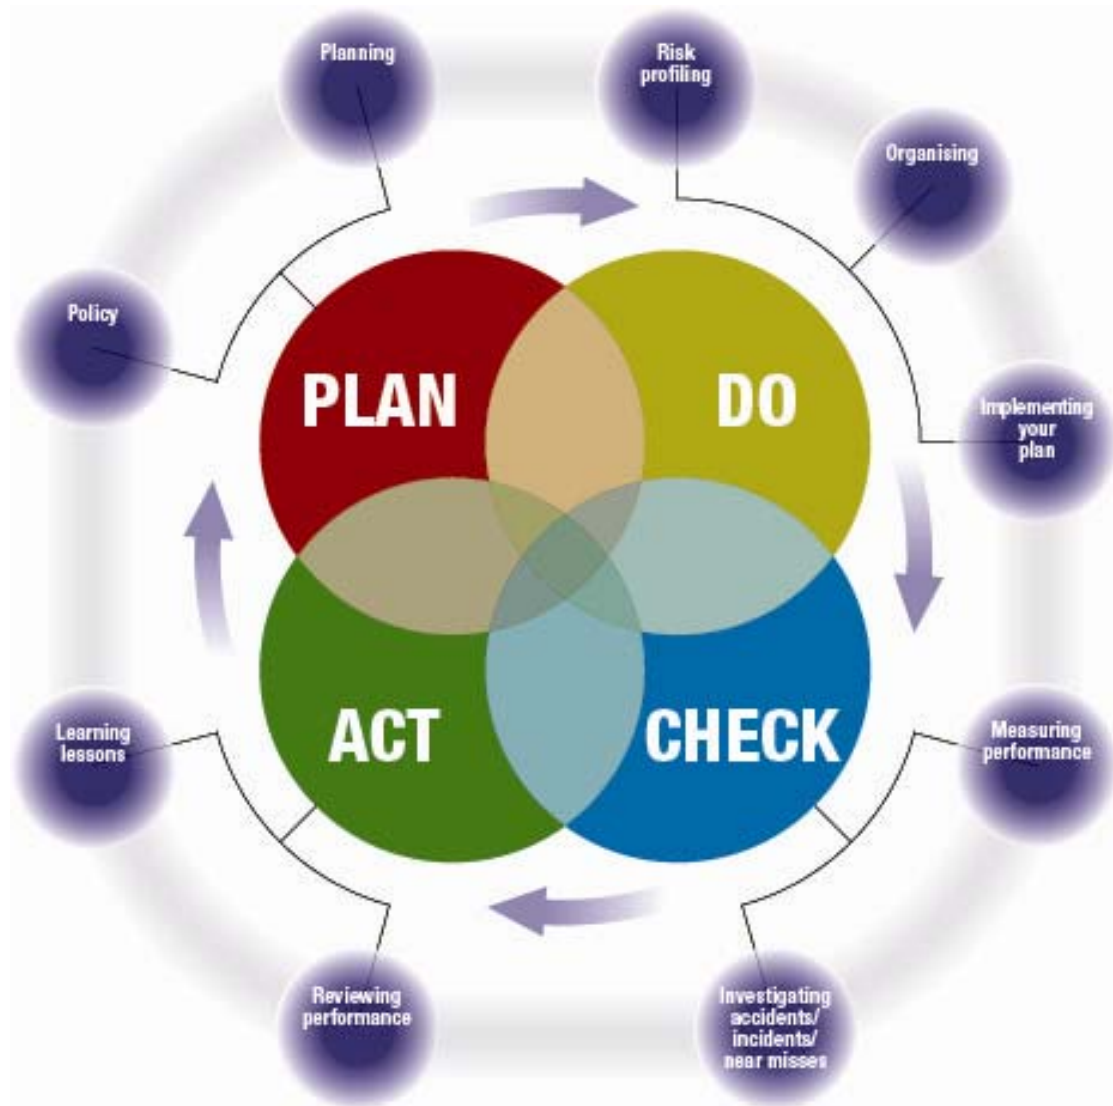 Planning
Risk
profiling
Organising
Policy
PLAN
DO
Implementing
your
plan
Learning
lessons
ACT
CHECK
Measuring
performance
Reviewing
performance
Investigating
accidents/
incidents/
near misses